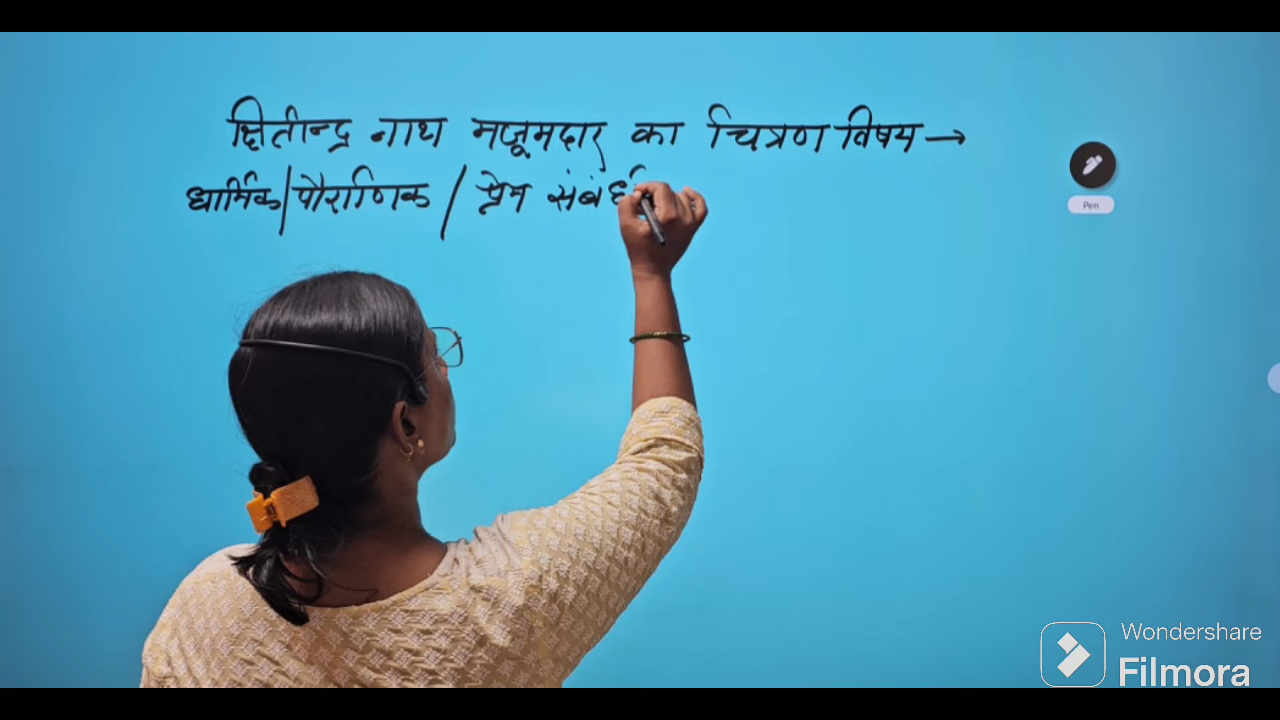 क्षितीन्द्र नाथ मजूमदार का चित्रण विषय →
धार्मिक/पौराणिक / प्रेम
Pen
Wondershare
Filmora